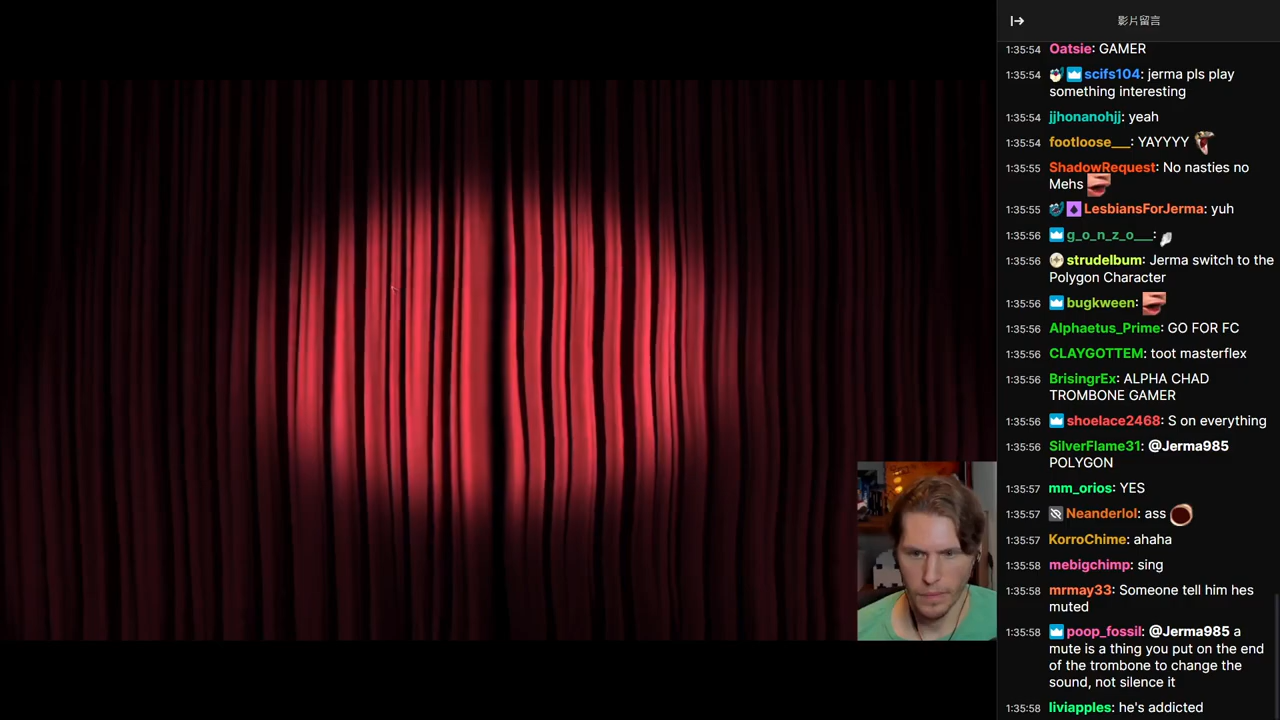 影片留言
1:35:54 Oatsie: GAMER
1:35:54 scifs104: jerma pls play
something interesting
1:35:54 jjhonanohjj: yeah
1:35:54 footloose___: YAYYYY
1:35:55 ShadowRequest: No nasties no
Mehs
1:35:55 LesbiansForJerma: yuh
1:35:56 g_o_n_z_o___:
1:35:56 strudelbum: Jerma switch to the
Polygon Character
1:35:56 bugkween:
1:35:56 Alphaetus_Prime: GO FOR FC
1:35:56 CLAYGOTTEM: toot masterflex
1:35:56 BrisingrEx: ALPHA CHAD
TROMBONE GAMER
1:35:56 shoelace2468: S on everything
1:35:56 SilverFlame31: @Jerma985
POLYGON
1:35:57 mm_orios: YES
1:35:57 Neanderlol: ass
1:35:57 KorroChime: ahaha
1:35:58 mebigchimp: sing
1:35:58 mrmay33: Someone tell him hes
muted
1:35:58 poop_fossil: @Jerma985 a
mute is a thing you put on the end
of the trombone to change the
sound, not silence it
1:35:58 liviapples: he's addicted